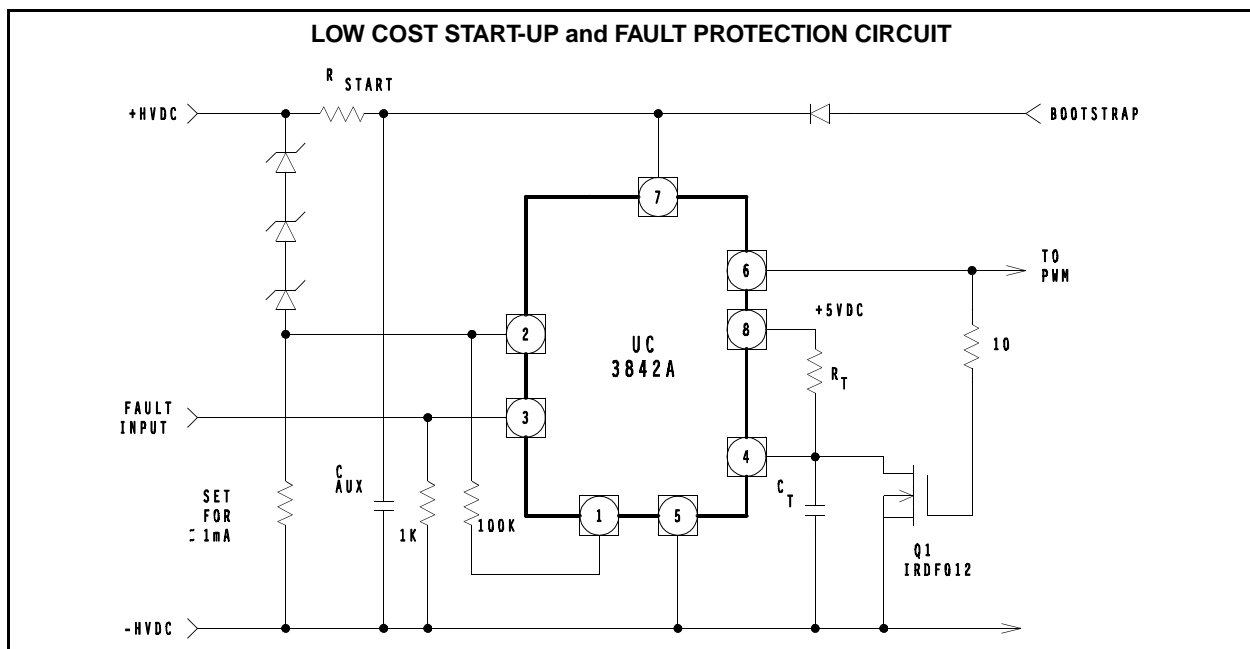 LOW COST START-UP and FAULT PROTECTION CIRCUIT
R START
+HVDC
BOOTSTRAP
7
6
TO
PWM
+5VDC
8
2
UC
3842A
10
R T
3
FAULT
INPUT
4
C AUX
C T
SET
FOR
1mA
1K
100K
1
5
Q1
IRDF012
-HVDC